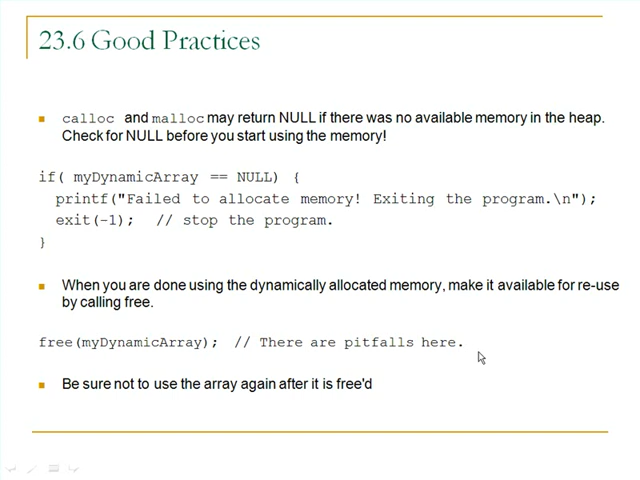 23.6 Good Practices
calloc and malloc may return NULL if there was no available memory in the heap.
Check for NULL before you start using the memory!
if( myDynamicArray == NULL) {
printf("Failed to allocate memory! Exiting the program.\n");
exit(-1); // stop the program.
}
When you are done using the dynamically allocated memory, make it available for re-use
by calling free.
free(myDynamicArray); // There are pitfalls here.
Be sure not to use the array again after it is free'd